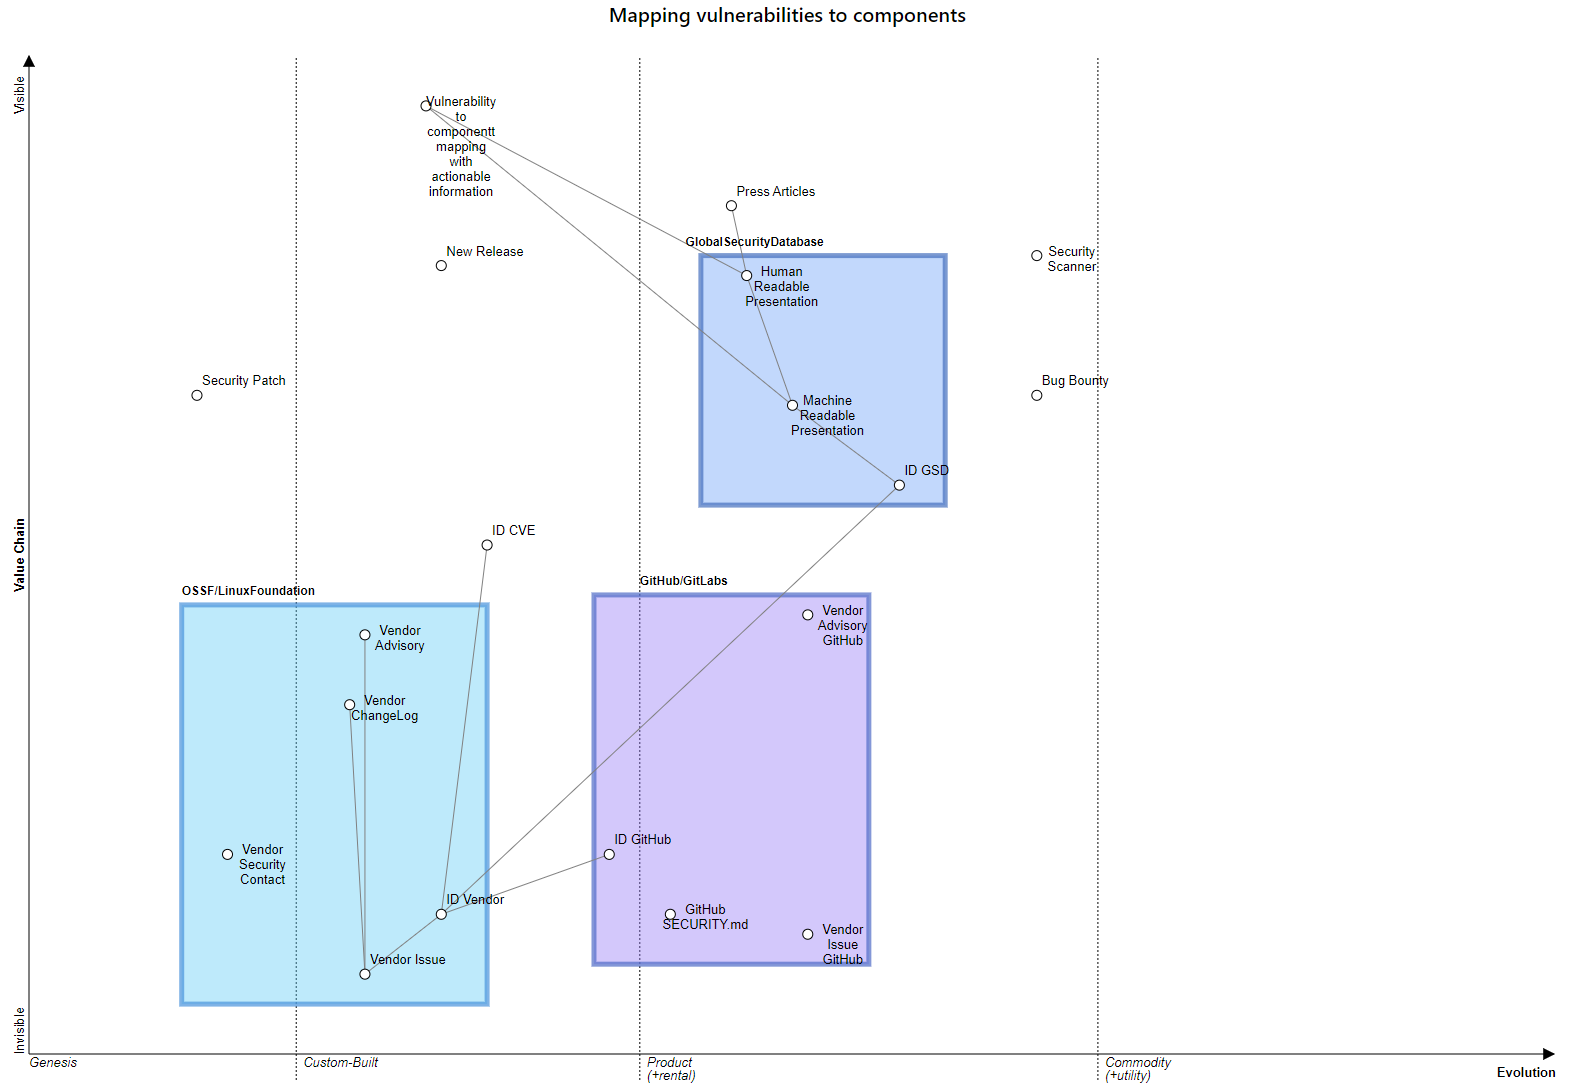 Mapping vulnerabilities to components
Visible
Value Chain
Invisible
Vulnerability
to
componentt
mapping
with
actionable
information
Press Articles
GlobalSecurityDatabase
New Release
Human
Readable
Presentation
Security
Scanner
Security Patch
Machine
Readable
Presentation
Bug Bounty
ID GSD
ID CVE
OSSF/LinuxFoundation
GitHub/GitLabs
Vendor
Advisory
Vendor
Advisory
GitHub
Vendor
ChangeLog
Vendor
Security
Contact
ID GitHub
ID Vendor
GitHub
SECURITY.md
Vendor Issue
Vendor
Issue
GitHub
Genesis
Custom-Built
Product
(+rental)
Commodity
(+utility)
Evolution